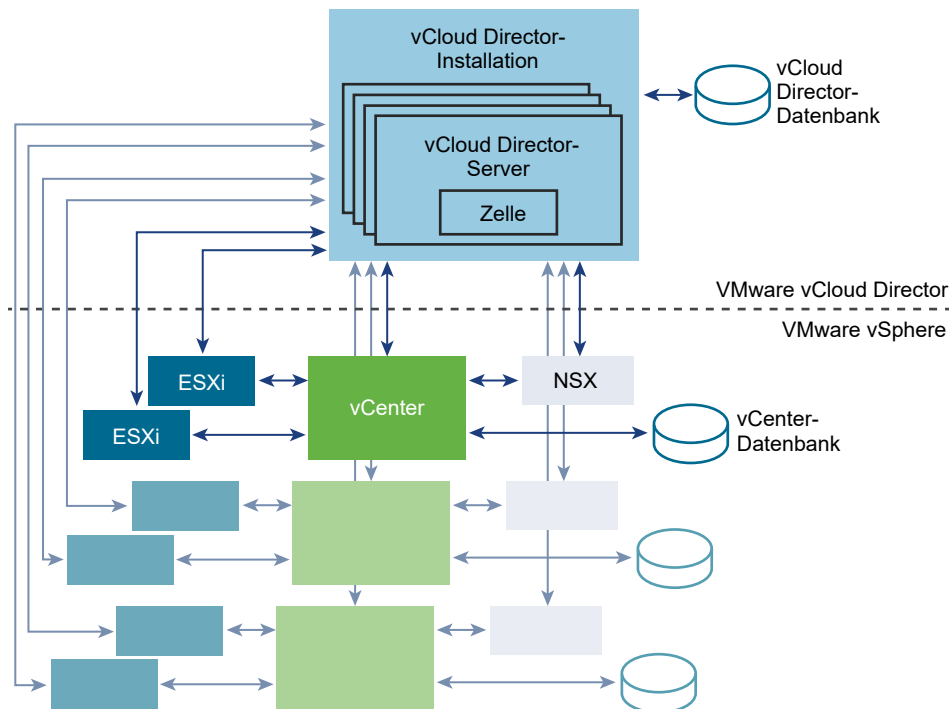 vCloud Director-
Installation
vCloud
Director-
Datenbank
vCloud Director-
Server
Zelle
VMware vCloud Director
VMware vSphere
ESXi
vCenter
NSX
ESXi
vCenter-
Datenbank